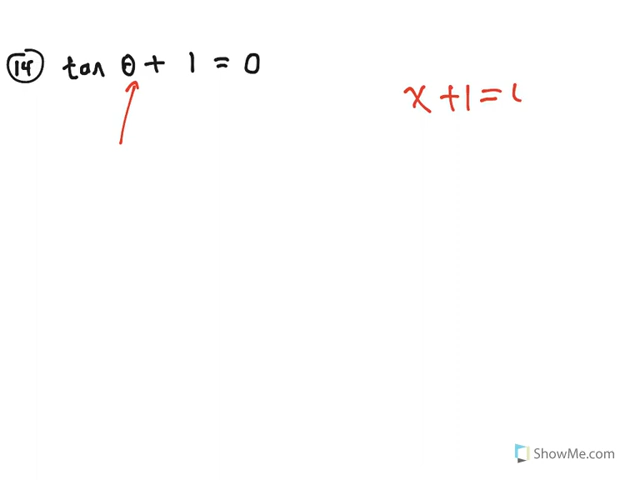 14 tan θ + 1 = 0
x + 1 =
ShowMe.com